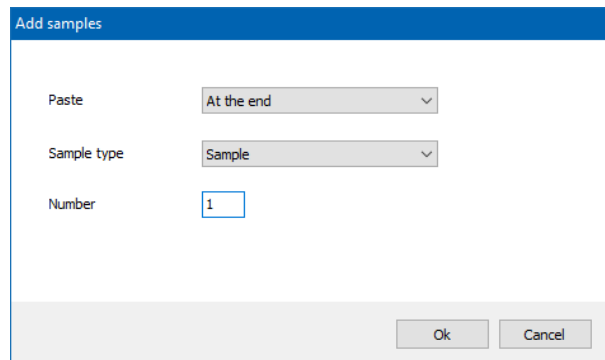 Add samples
Paste At the end
Sample type Sample
Number 1
Ok Cancel